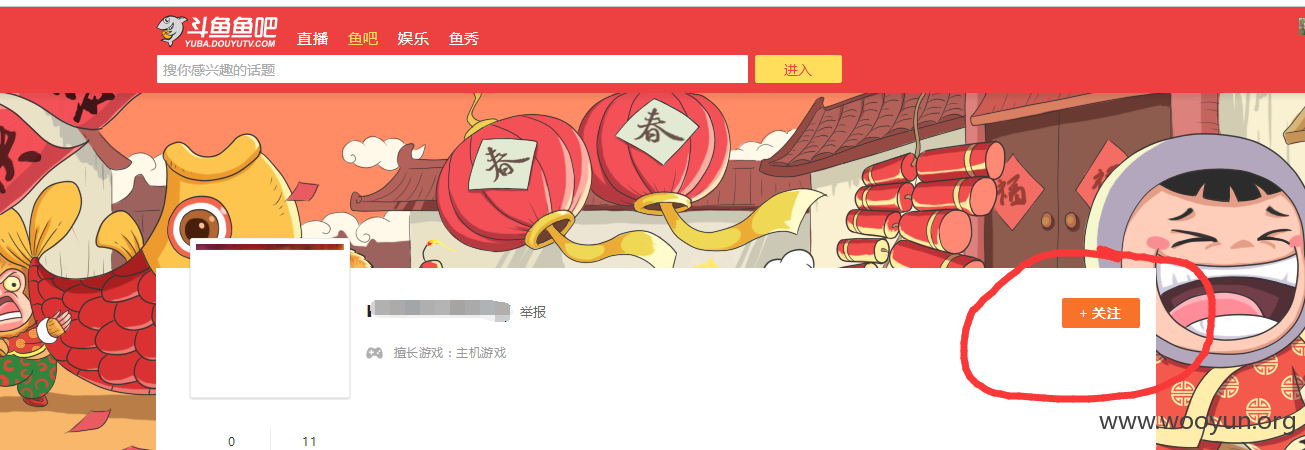 斗鱼鱼吧
YUBA.DOUYUTV.COM
直播 鱼吧 娱乐 鱼秀
搜你感兴趣的话题 进入
春 春
福
举报
+ 关注
擅长游戏：主机游戏
0 11
www.wooyun.org